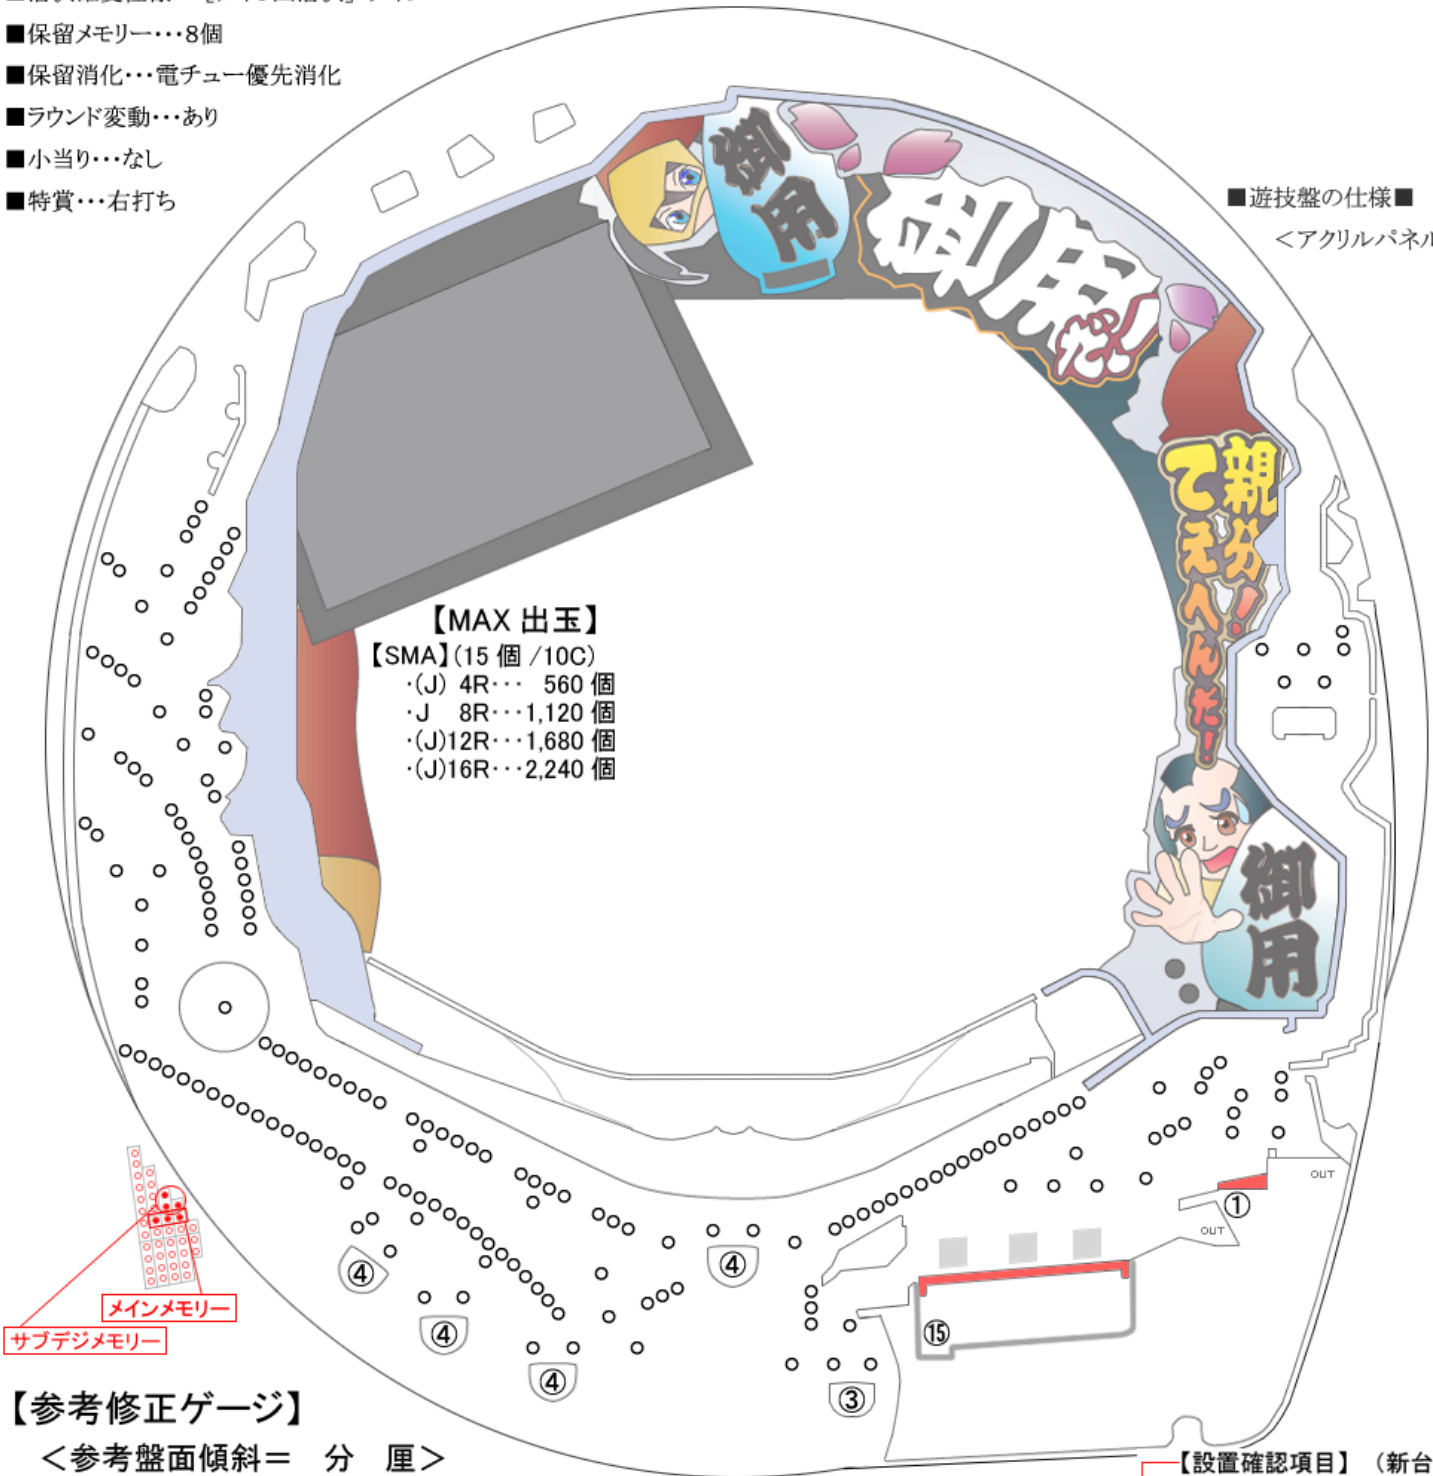 ■保留メモリー･･･8個
■保留消化･･･電チュー優先消化
■ラウンド変動･･･あり
■小当り･･･なし
■特賞･･･右打ち
■遊技盤の仕様■
＜アクリルパネル
御用
御用だ!
親分!
てえへんだ!
御用
【MAX 出玉】
【SMA】(15 個 /10C)
･(J) 4R･･･ 560 個
･J 8R･･･1,120 個
･(J)12R･･･1,680 個
･(J)16R･･･2,240 個
OUT
①
OUT
④
④
④
④
⑮
③
メインメモリー
サブデジメモリー
【参考修正ゲージ】
＜参考盤面傾斜＝ 分 厘＞
【設置確認項目】 （新台